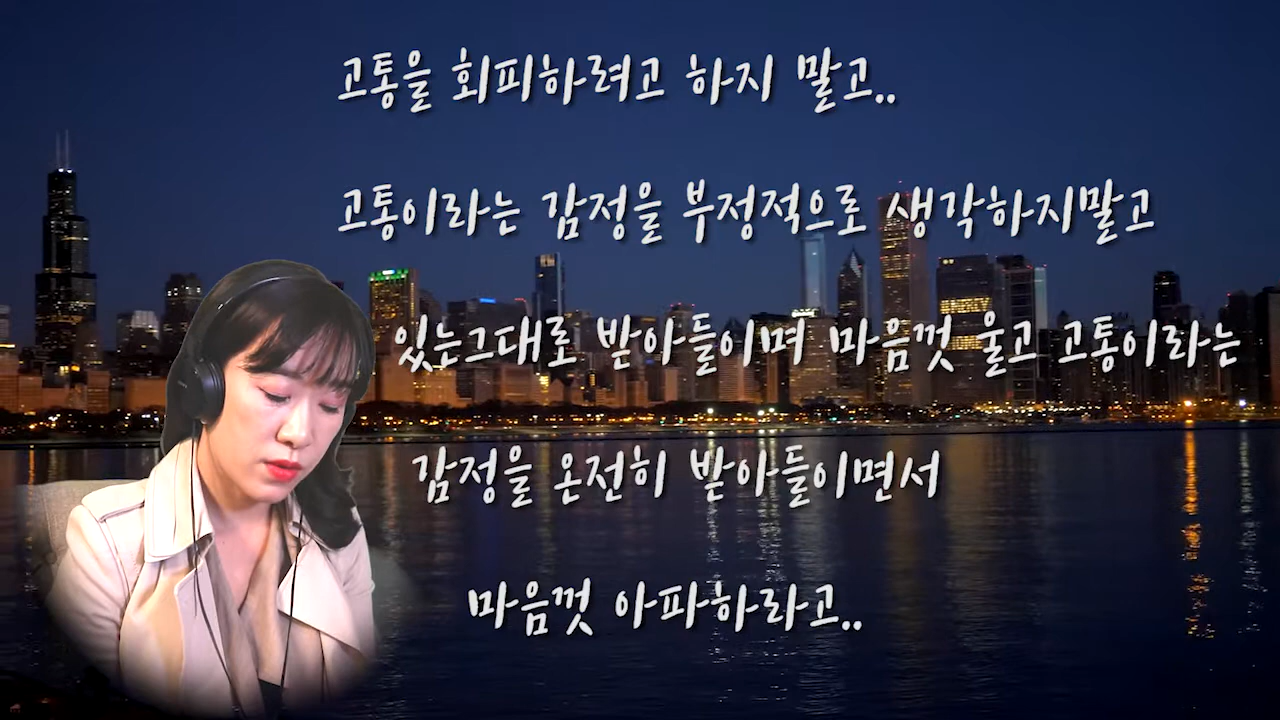 고통을 회피하려고 하지 말고..
고통이라는 감정을 부정적으로 생각하지말고
있는그대로 받아들이며 마음껏 울고 고통이라는
감정을 온전히 받아들이면서
마음껏 아파하라고..